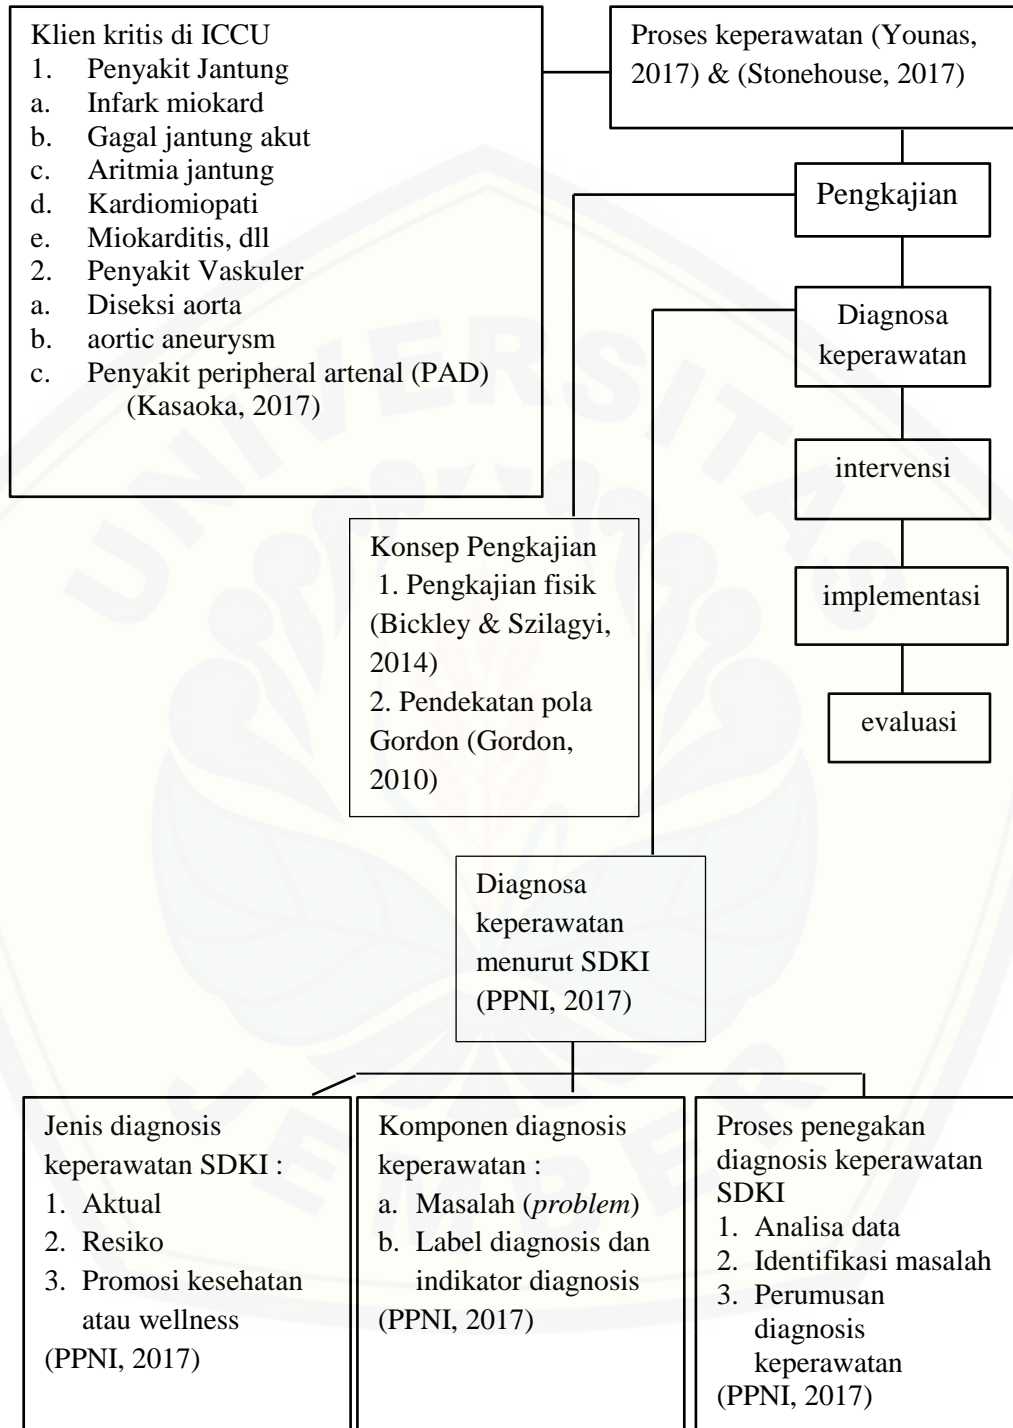 Klien kritis di ICCU
1. Penyakit Jantung
a. Infark miokard
b. Gagal jantung akut
c. Aritmia jantung
d. Kardiomiopati
e. Miokarditis, dll
2. Penyakit Vaskuler
a. Diseksi aorta
b. aortic aneurysm
c. Penyakit peripheral artenal (PAD)
(Kasaoka, 2017)
Proses keperawatan (Younas,
2017) & (Stonehouse, 2017)
Pengkajian
Diagnosa
keperawatan
intervensi
implementasi
evaluasi
Konsep Pengkajian
1. Pengkajian fisik
(Bickley & Szilagyi,
2014)
2. Pendekatan pola
Gordon (Gordon,
2010)
Diagnosa
keperawatan
menurut SDKI
(PPNI, 2017)
Jenis diagnosis
keperawatan SDKI :
1. Aktual
2. Resiko
3. Promosi kesehatan
atau wellness
(PPNI, 2017)
Komponen diagnosis
keperawatan :
a. Masalah (problem)
b. Label diagnosis dan
indikator diagnosis
(PPNI, 2017)
Proses penegakan
diagnosis keperawatan
SDKI
1. Analisa data
2. Identifikasi masalah
3. Perumusan
diagnosis
keperawatan
(PPNI, 2017)
UNIVERSITAS
JEMBER